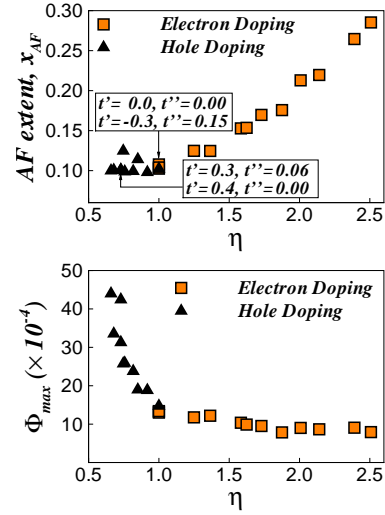 0.30
0.25
0.20
0.15
0.10
AF extent, x_AF
Electron Doping
Hole Doping
t'= 0.0, t''= 0.00
t'=-0.3, t''= 0.15
t'= 0.3, t''= 0.06
t'= 0.4, t''= 0.00
0.5 1.0 1.5 2.0 2.5
η
50
40
30
20
10
Φ_max (× 10^-4)
Electron Doping
Hole Doping
0.5 1.0 1.5 2.0 2.5
η